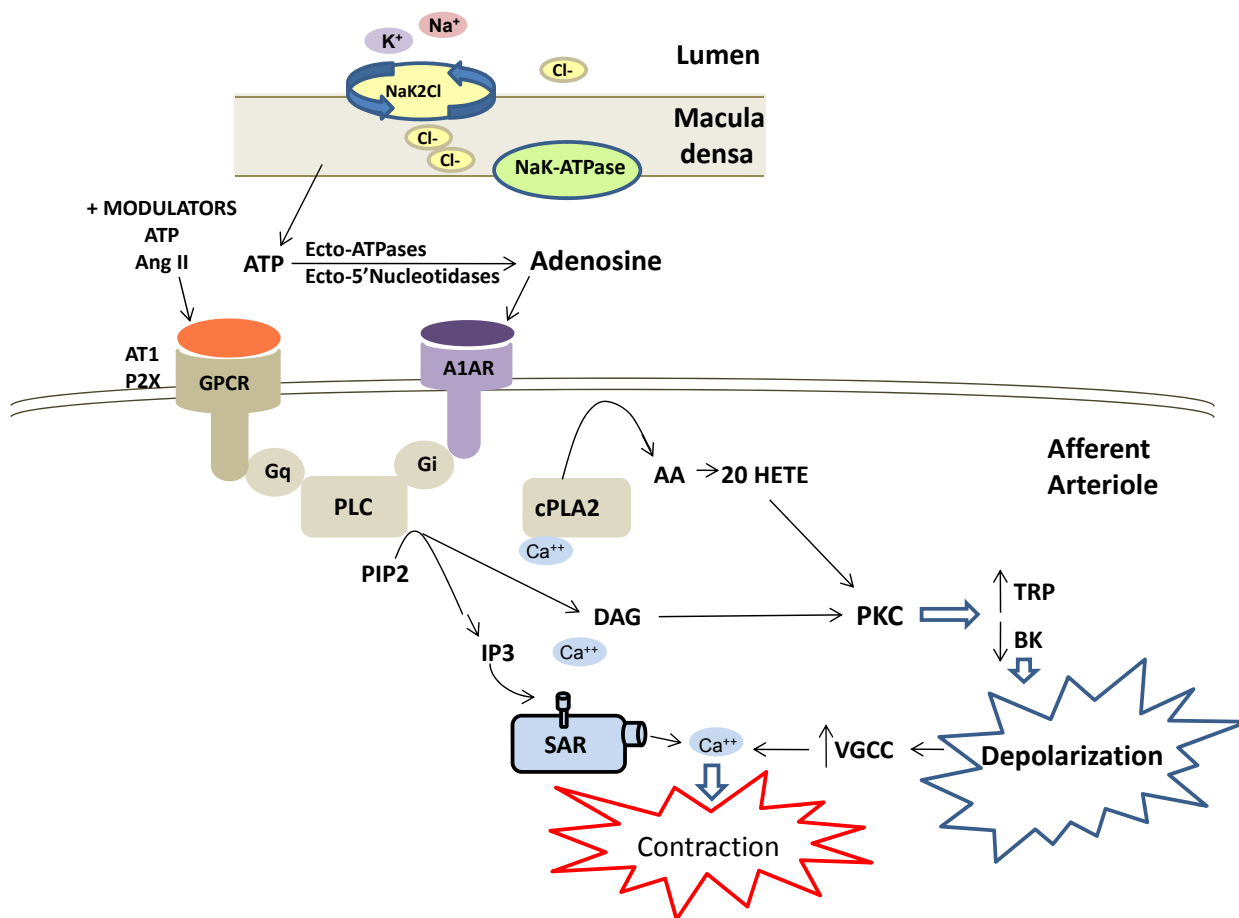 K+
Na+
Cl-
Lumen
NaK2Cl
Cl-
Cl-
Macula
densa
NaK-ATPase
+ MODULATORS
ATP
Ang II
ATP
Ecto-ATPases
Ecto-5’Nucleotidases
Adenosine
AT1
P2X
GPCR
A1AR
Afferent
Arteriole
Gq
Gi
PLC
AA
20 HETE
cPLA2
Ca++
PIP2
DAG
PKC
TRP
BK
IP3
Ca++
SAR
Ca++
VGCC
Depolarization
Contraction